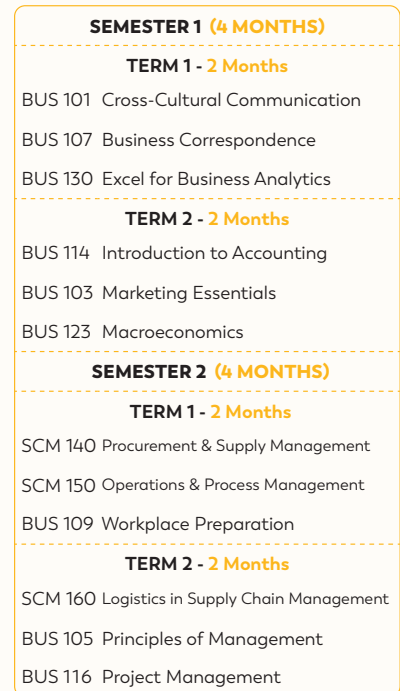 SEMESTER 1 (4 MONTHS)
TERM 1 - 2 Months
BUS 101 Cross-Cultural Communication
BUS 107 Business Correspondence
BUS 130 Excel for Business Analytics
TERM 2 - 2 Months
BUS 114 Introduction to Accounting
BUS 103 Marketing Essentials
BUS 123 Macroeconomics
SEMESTER 2 (4 MONTHS)
TERM 1 - 2 Months
SCM 140 Procurement & Supply Management
SCM 150 Operations & Process Management
BUS 109 Workplace Preparation
TERM 2 - 2 Months
SCM 160 Logistics in Supply Chain Management
BUS 105 Principles of Management
BUS 116 Project Management